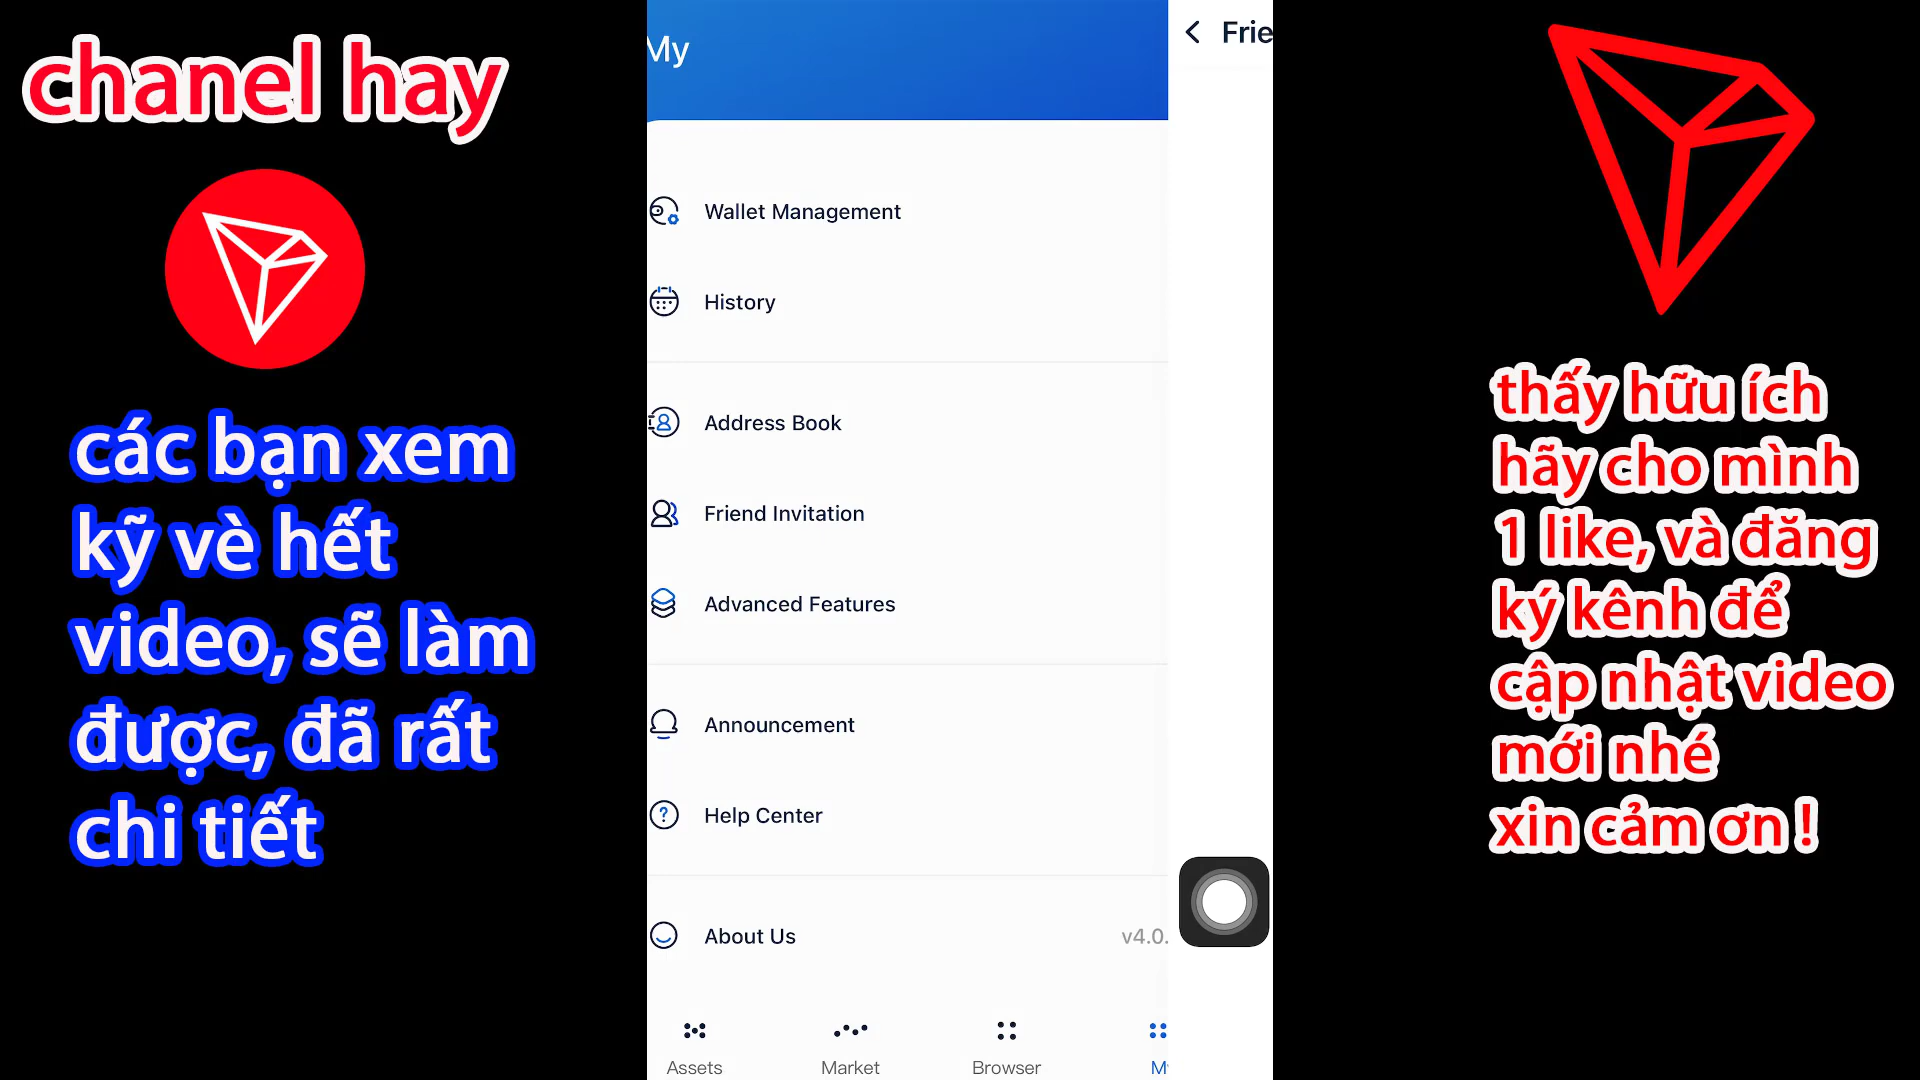 chanel hay
các bạn xem
kỹ vè hết
video, sẽ làm
được, đã rất
chi tiết
My
Wallet Management
History
Address Book
Friend Invitation
Advanced Features
Announcement
Help Center
About Us
v4.0.
Assets
Market
Browser
My
Frie
thấy hữu ích
hãy cho mình
1 like, và đăng
ký kênh để
cập nhật video
mới nhé
xin cảm ơn !